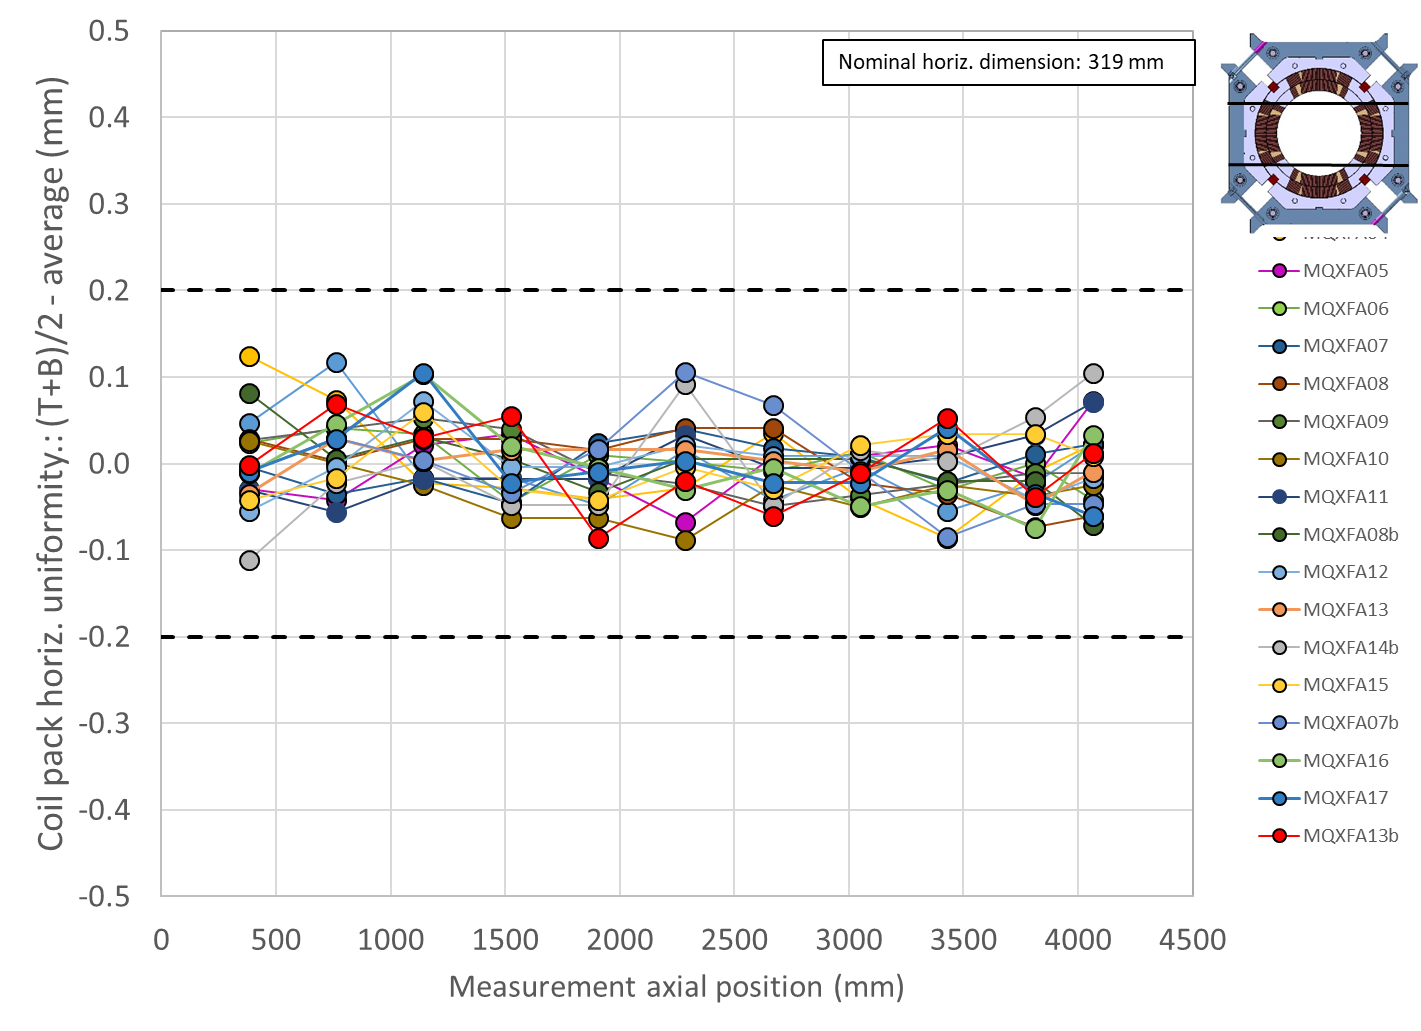 Coil pack horiz. uniformity.: (T+B)/2 - average (mm)
0.5
0.4
0.3
0.2
0.1
0.0
-0.1
-0.2
-0.3
-0.4
-0.5
Nominal horiz. dimension: 319 mm
0 500 1000 1500 2000 2500 3000 3500 4000 4500
Measurement axial position (mm)
MQXFA05
MQXFA06
MQXFA07
MQXFA08
MQXFA09
MQXFA10
MQXFA11
MQXFA08b
MQXFA12
MQXFA13
MQXFA14b
MQXFA15
MQXFA07b
MQXFA16
MQXFA17
MQXFA13b